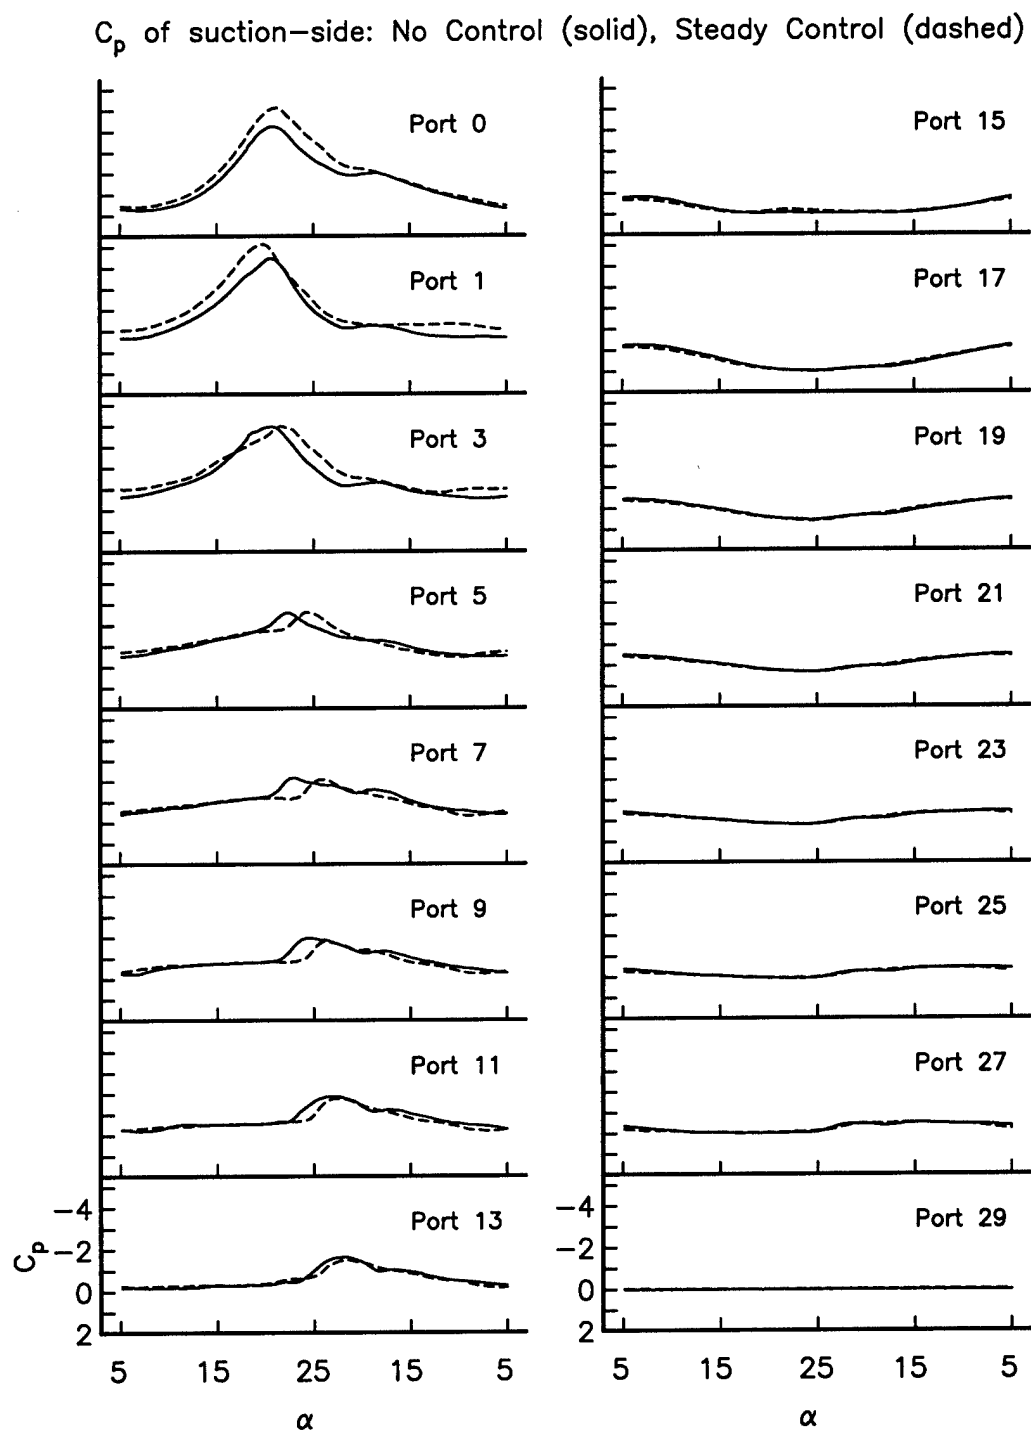 Cp of suction-side: No Control (solid), Steady Control (dashed)
Port 0
Port 1
Port 3
Port 5
Port 7
Port 9
Port 11
Port 13
-4
-2
0
2
Cp
5 15 25 15 5
α
Port 15
Port 17
Port 19
Port 21
Port 23
Port 25
Port 27
Port 29
-4
-2
0
2
5 15 25 15 5
α